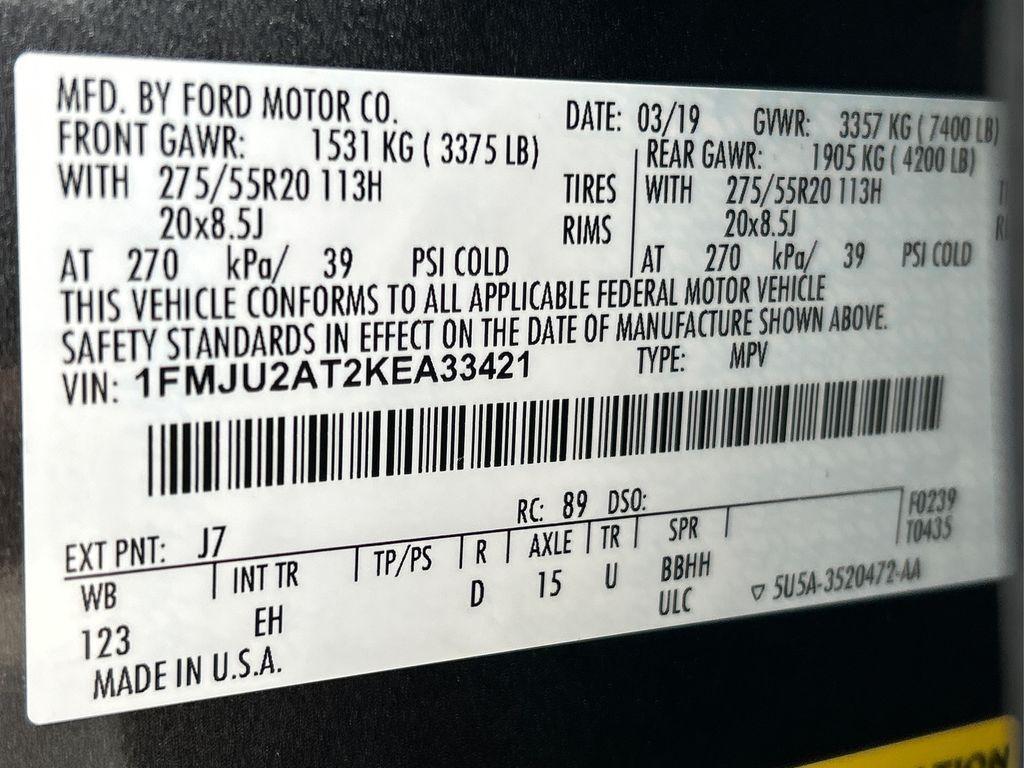 MFD. BY FORD MOTOR CO. DATE: 03/19 GVWR: 3357 KG ( 7400 LB)
FRONT GAWR: 1531 KG ( 3375 LB) REAR GAWR: 1905 KG ( 4200 LB)
WITH 275/55R20 113H TIRES WITH 275/55R20 113H
20x8.5J RIMS 20x8.5J
AT 270 kPa/ 39 PSI COLD AT 270 kPa/ 39 PSI COLD
THIS VEHICLE CONFORMS TO ALL APPLICABLE FEDERAL MOTOR VEHICLE
SAFETY STANDARDS IN EFFECT ON THE DATE OF MANUFACTURE SHOWN ABOVE.
VIN: 1FMJU2AT2KEA33421 TYPE: MPV
EXT PNT: J7 RC: 89 DSO: F0239
T0435
WB INT TR TP/PS R AXLE TR SPR
123 EH D 15 U BBHH
ULC ▽ 5U5A-3520472-AA
MADE IN U.S.A.